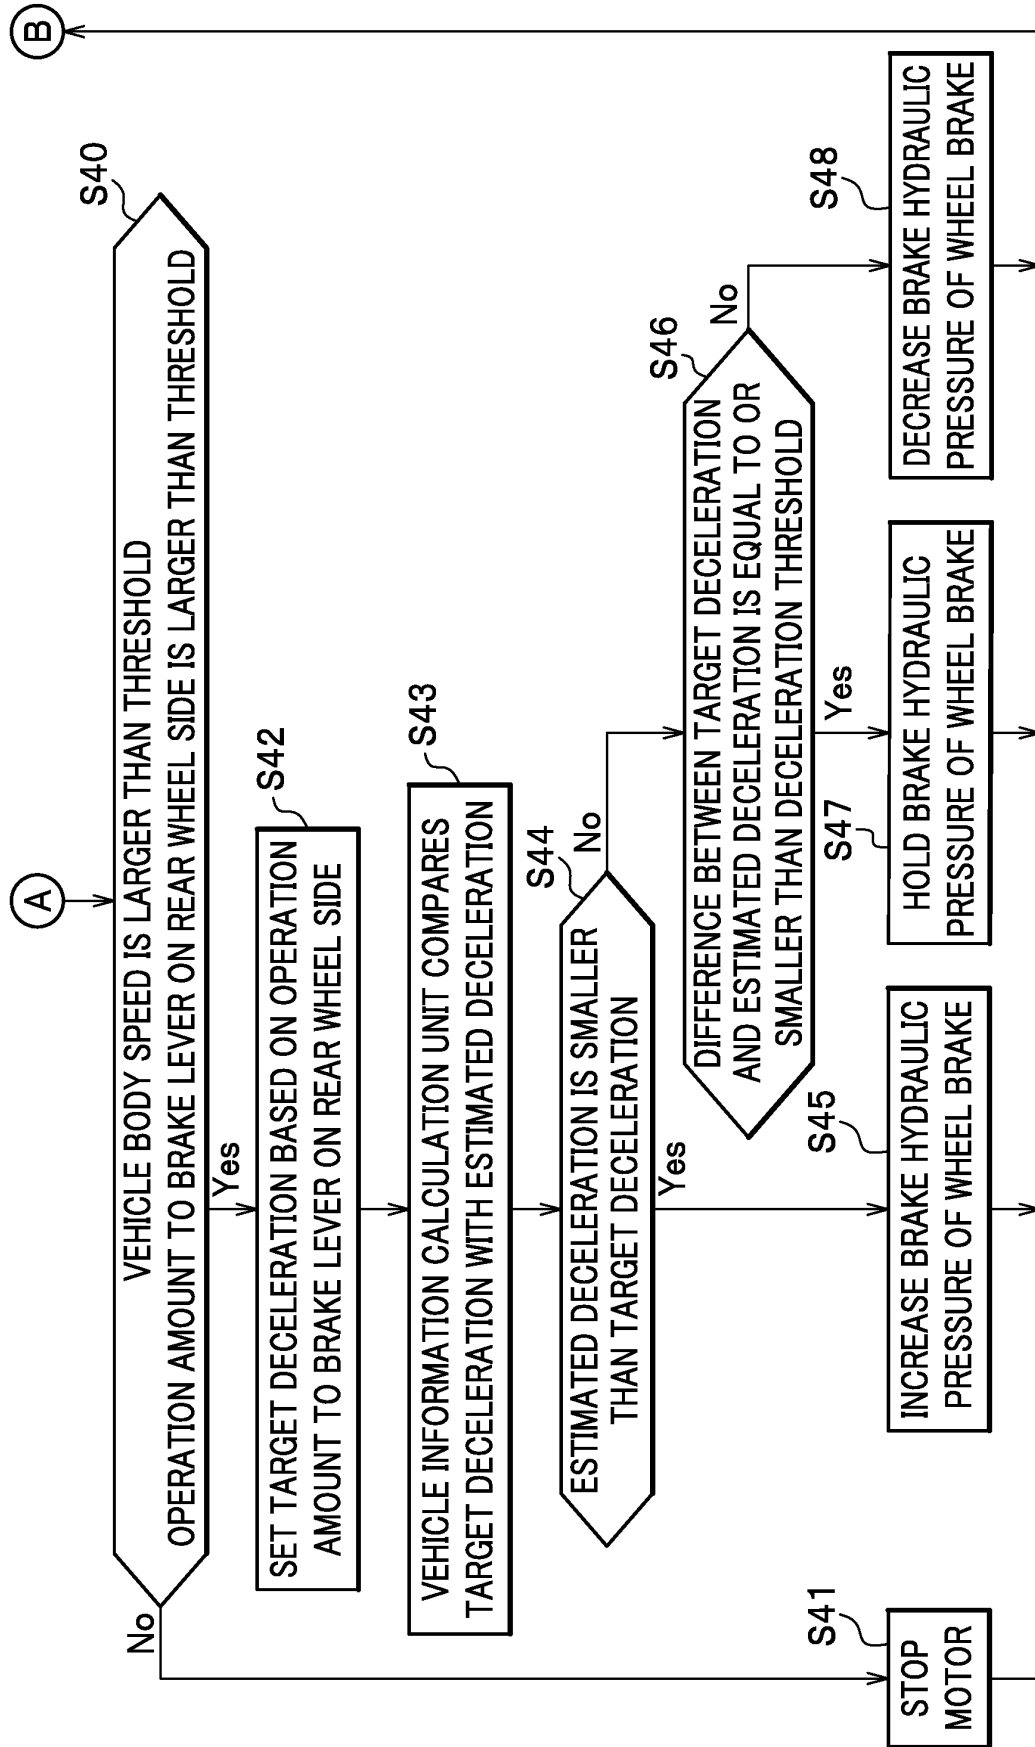 A
B
S40
VEHICLE BODY SPEED IS LARGER THAN THRESHOLD
OPERATION AMOUNT TO BRAKE LEVER ON REAR WHEEL SIDE IS LARGER THAN THRESHOLD
No
Yes
S42
SET TARGET DECELERATION BASED ON OPERATION
AMOUNT TO BRAKE LEVER ON REAR WHEEL SIDE
S43
VEHICLE INFORMATION CALCULATION UNIT COMPARES
TARGET DECELERATION WITH ESTIMATED DECELERATION
S44
ESTIMATED DECELERATION IS SMALLER
THAN TARGET DECELERATION
No
Yes
S46
DIFFERENCE BETWEEN TARGET DECELERATION
AND ESTIMATED DECELERATION IS EQUAL TO OR
SMALLER THAN DECELERATION THRESHOLD
No
Yes
S41
STOP
MOTOR
S45
INCREASE BRAKE HYDRAULIC
PRESSURE OF WHEEL BRAKE
S47
HOLD BRAKE HYDRAULIC
PRESSURE OF WHEEL BRAKE
S48
DECREASE BRAKE HYDRAULIC
PRESSURE OF WHEEL BRAKE